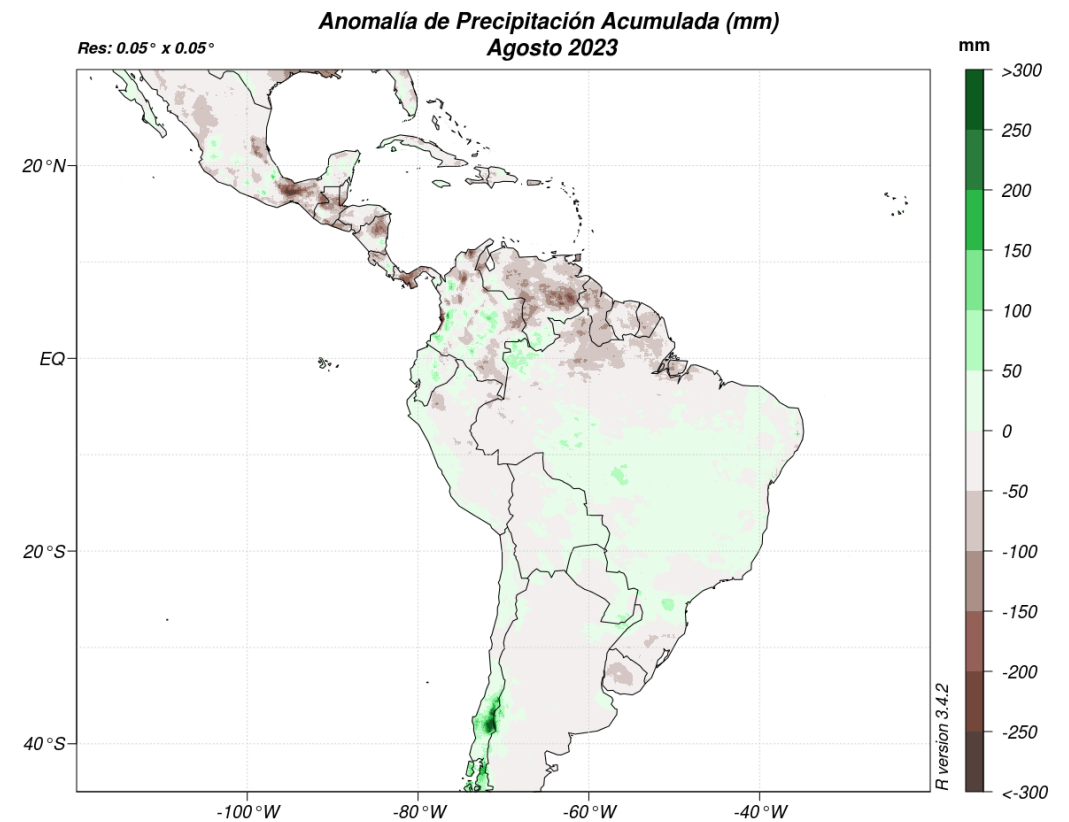 Anomalía de Precipitación Acumulada (mm)
Res: 0.05° x 0.05°
Agosto 2023
mm
>300
250
200
150
100
50
0
-50
-100
-150
-200
-250
<-300
20°N
EQ
20°S
40°S
-100°W
-80°W
-60°W
-40°W
R version 3.4.2